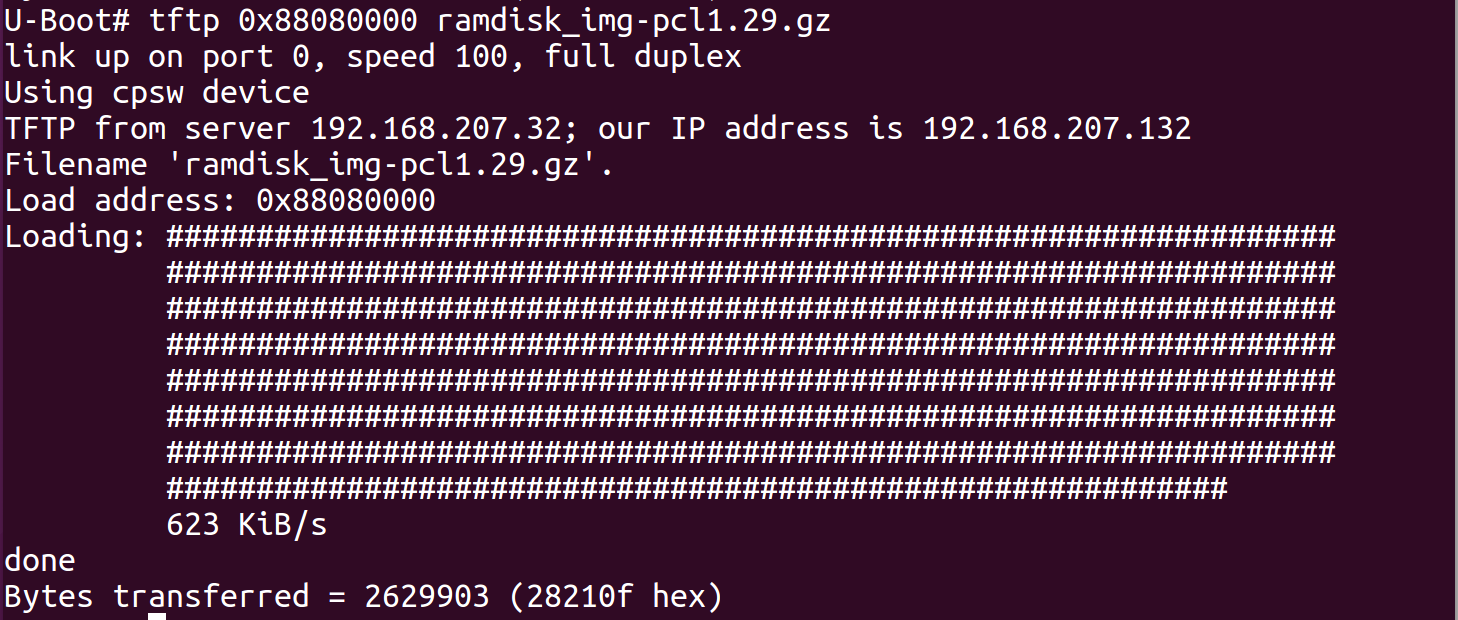 U-Boot# tftp 0x88080000 ramdisk_img-pcl1.29.gz
link up on port 0, speed 100, full duplex
Using cpsw device
TFTP from server 192.168.207.32; our IP address is 192.168.207.132
Filename 'ramdisk_img-pcl1.29.gz'.
Load address: 0x88080000
Loading: #################################################################
#################################################################
#################################################################
#################################################################
#################################################################
#################################################################
#################################################################
###########################################################
623 KiB/s
done
Bytes transferred = 2629903 (28210f hex)